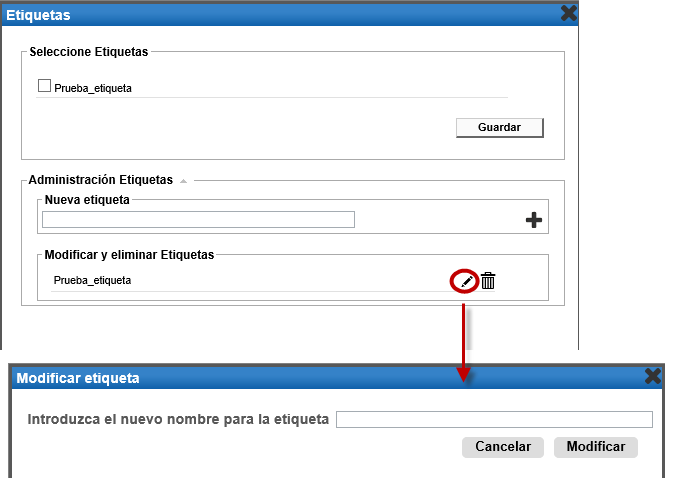 Etiquetas
Seleccione Etiquetas
Prueba_etiqueta
Guardar
Administración Etiquetas
Nueva etiqueta
Modificar y eliminar Etiquetas
Prueba_etiqueta
Modificar etiqueta
Introduzca el nuevo nombre para la etiqueta
Cancelar Modificar